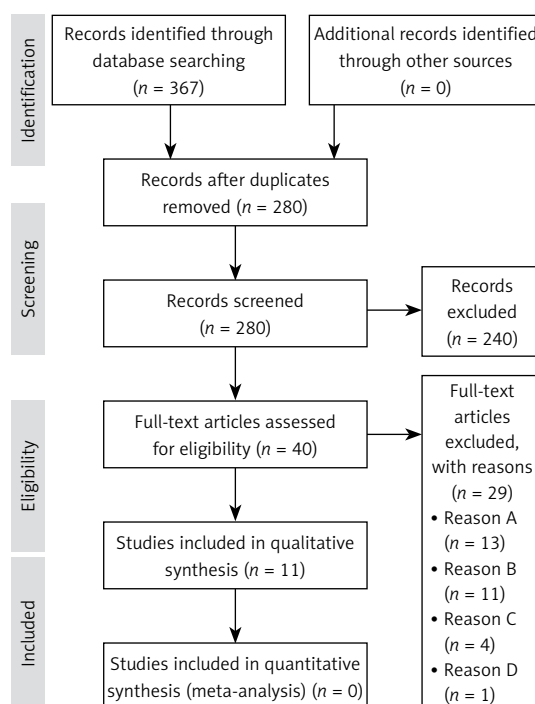 Identification
Records identified through
database searching
(n = 367)
Additional records identified
through other sources
(n = 0)
Records after duplicates
removed (n = 280)
Screening
Records screened
(n = 280)
Records
excluded
(n = 240)
Eligibility
Full-text articles assessed
for eligibility (n = 40)
Full-text
articles
excluded,
with reasons
(n = 29)
• Reason A
(n = 13)
• Reason B
(n = 11)
• Reason C
(n = 4)
• Reason D
(n = 1)
Studies included in qualitative
synthesis (n = 11)
Included
Studies included in quantitative
synthesis (meta-analysis) (n = 0)